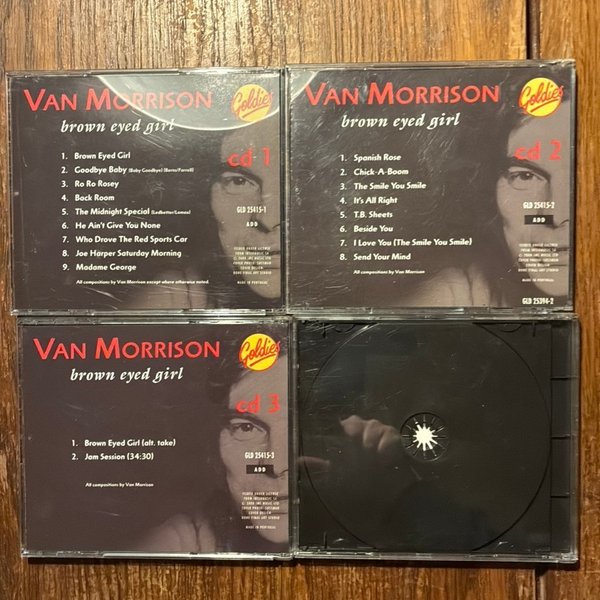 VAN MORRISON
Goldies
brown eyed girl
cd 1
1. Brown Eyed Girl
2. Goodbye Baby (Baby Goodbye) (Berns/Farrell)
3. Ro Ro Rosey
4. Back Room
5. The Midnight Special (Ledbetter/Lomax)
6. He Ain't Give You None
7. Who Drove The Red Sports Car
8. Joe Harper Saturday Morning
9. Madame George
GLD 25415-1
ADD
All compositions by Van Morrison except where otherwise noted.
MADE IN PORTUGAL
VAN MORRISON
Goldies
brown eyed girl
cd 2
1. Spanish Rose
2. Chick-A-Boom
3. The Smile You Smile
4. It's All Right
5. T.B. Sheets
6. Beside You
7. I Love You (The Smile You Smile)
8. Send Your Mind
GLD 25415-2
ADD
All compositions by Van Morrison
MADE IN PORTUGAL
GLD 25394-2
VAN MORRISON
Goldies
brown eyed girl
cd 3
1. Brown Eyed Girl (alt. take)
2. Jam Session (34:30)
GLD 25415-3
ADD
All compositions by Van Morrison
MADE IN PORTUGAL